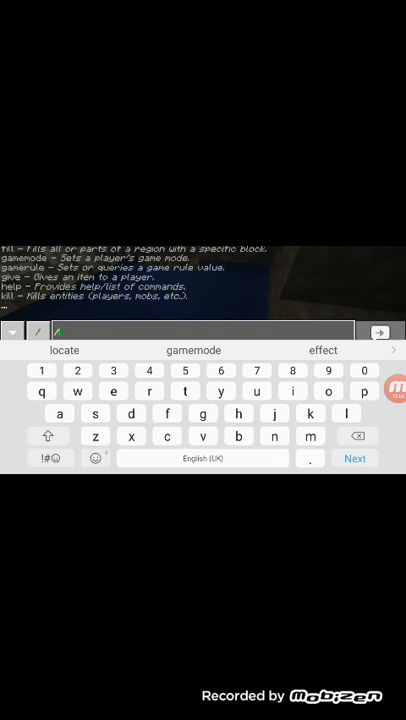 fill – Fills all or parts of a region with a specific block.
gamemode – Sets a player's game mode.
gamerule – Sets or queries a game rule value.
give – Gives an item to a player.
help – Provides help/list of commands.
kill – Kills entities (players, mobs, etc.).
...
/ /
locate gamemode effect
1 2 3 4 5 6 7 8 9 0
q w e r t y u i o p
a s d f g h j k l
z x c v b n m
!#☺ English (UK) . Next
Recorded by Mobizen